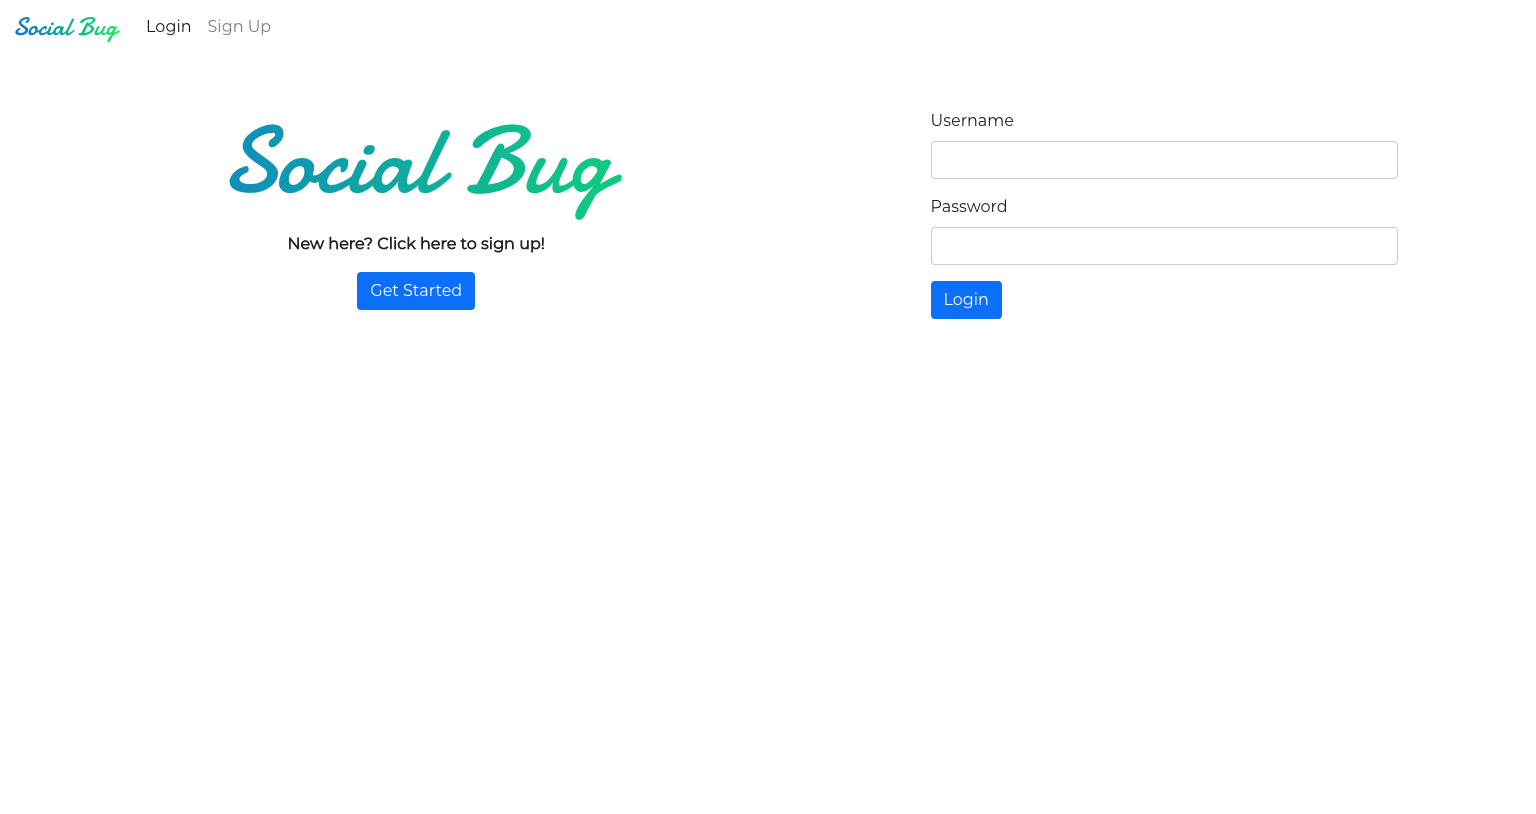 Social Bug Login Sign Up
Social Bug
New here? Click here to sign up!
Get Started
Username
Password
Login